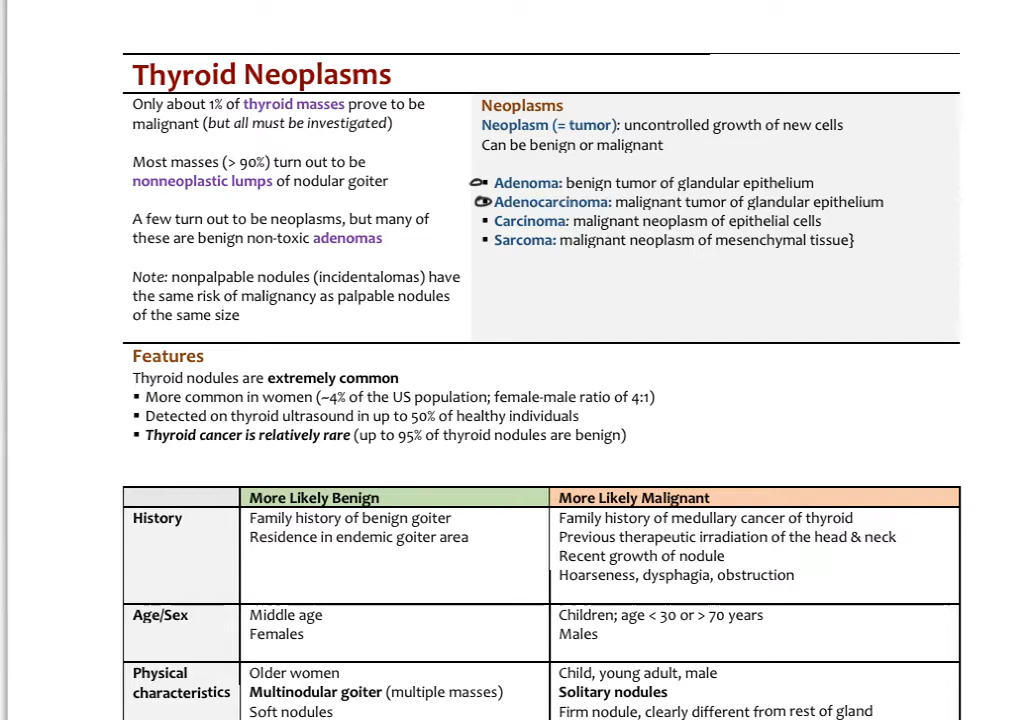 Thyroid Neoplasms
Only about 1% of thyroid masses prove to be
malignant (but all must be investigated)
Most masses (> 90%) turn out to be
nonneoplastic lumps of nodular goiter
A few turn out to be neoplasms, but many of
these are benign non-toxic adenomas
Note: nonpalpable nodules (incidentalomas) have
the same risk of malignancy as palpable nodules
of the same size
Neoplasms
Neoplasm (= tumor): uncontrolled growth of new cells
Can be benign or malignant
▪ Adenoma: benign tumor of glandular epithelium
▪ Adenocarcinoma: malignant tumor of glandular epithelium
▪ Carcinoma: malignant neoplasm of epithelial cells
▪ Sarcoma: malignant neoplasm of mesenchymal tissue}
Features
Thyroid nodules are extremely common
▪ More common in women (~4% of the US population; female-male ratio of 4:1)
▪ Detected on thyroid ultrasound in up to 50% of healthy individuals
▪ Thyroid cancer is relatively rare (up to 95% of thyroid nodules are benign)
More Likely Benign
More Likely Malignant
History
Family history of benign goiter
Residence in endemic goiter area
Family history of medullary cancer of thyroid
Previous therapeutic irradiation of the head & neck
Recent growth of nodule
Hoarseness, dysphagia, obstruction
Age/Sex
Middle age
Females
Children; age < 30 or > 70 years
Males
Physical
characteristics
Older women
Multinodular goiter (multiple masses)
Soft nodules
Child, young adult, male
Solitary nodules
Firm nodule, clearly different from rest of gland